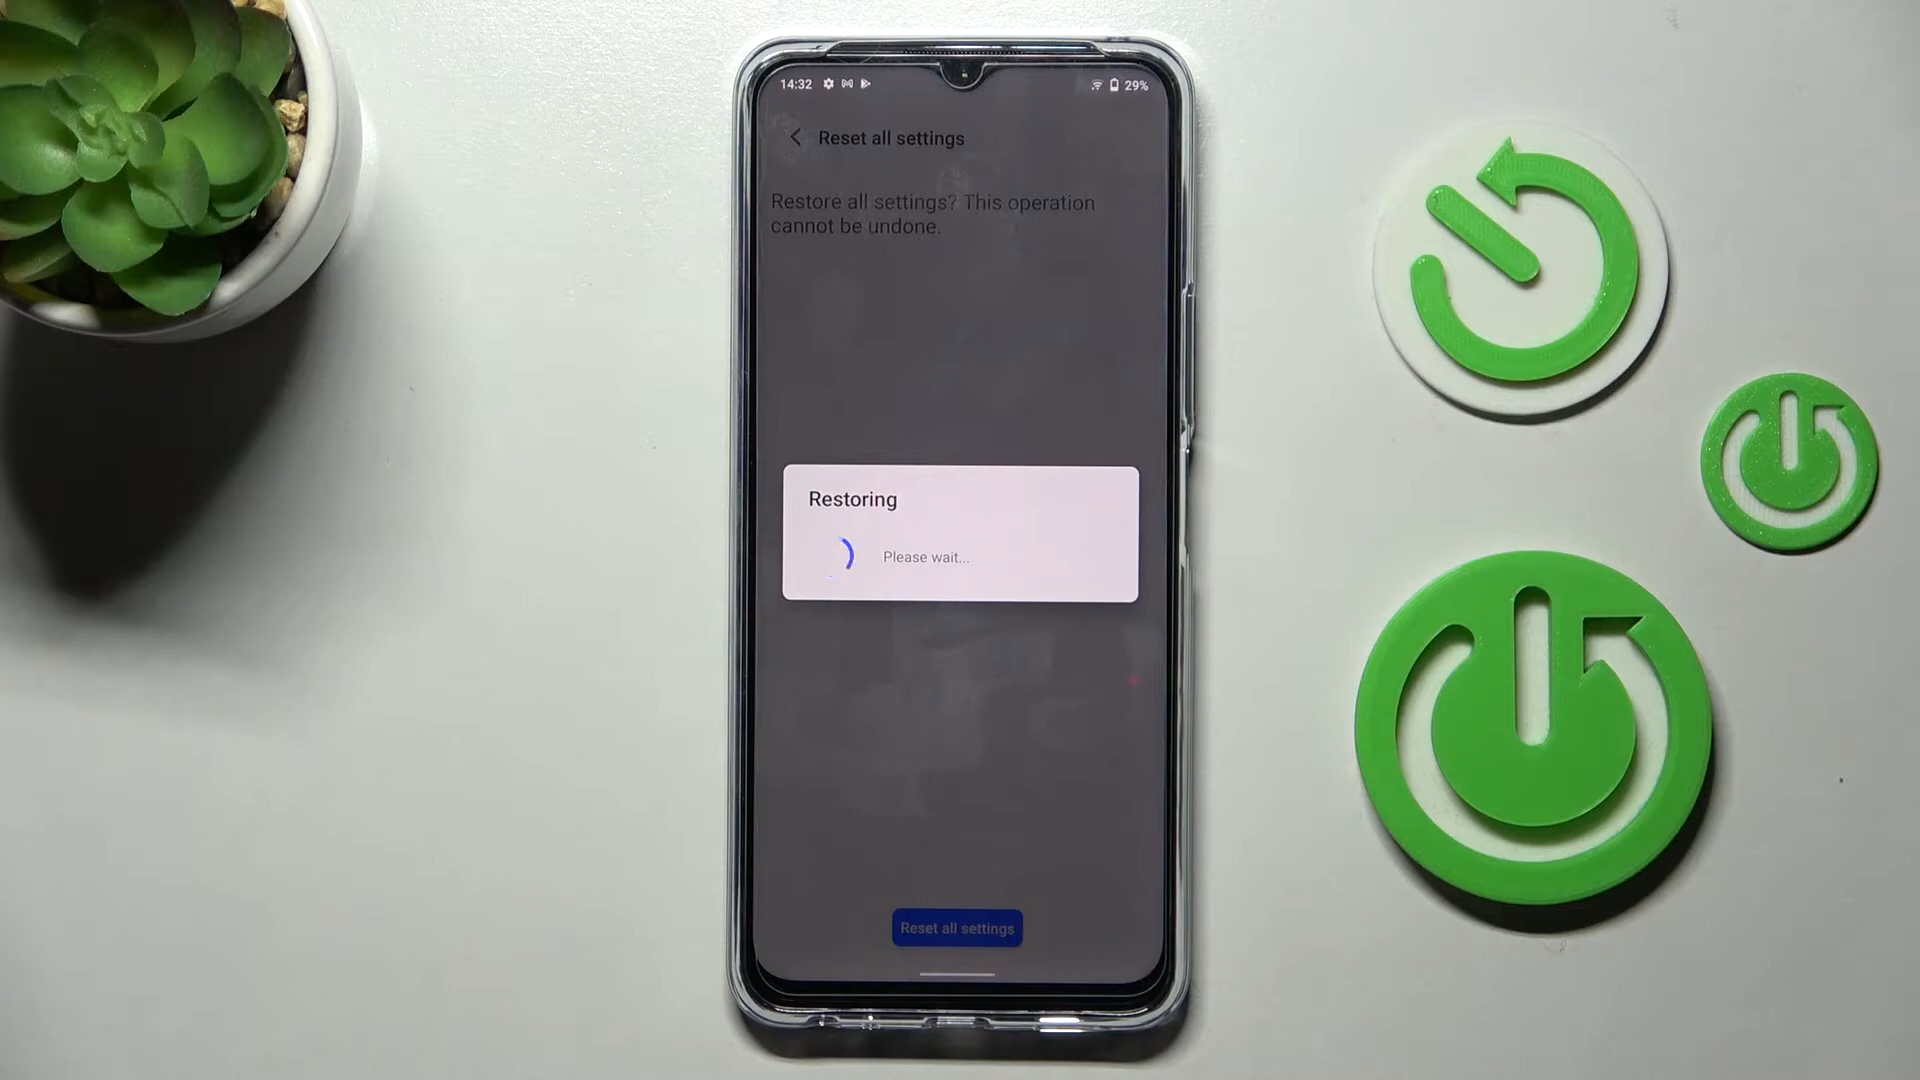 14:32
29%
Reset all settings
Restore all settings? This operation
cannot be undone.
Restoring
Please wait...
Reset all settings